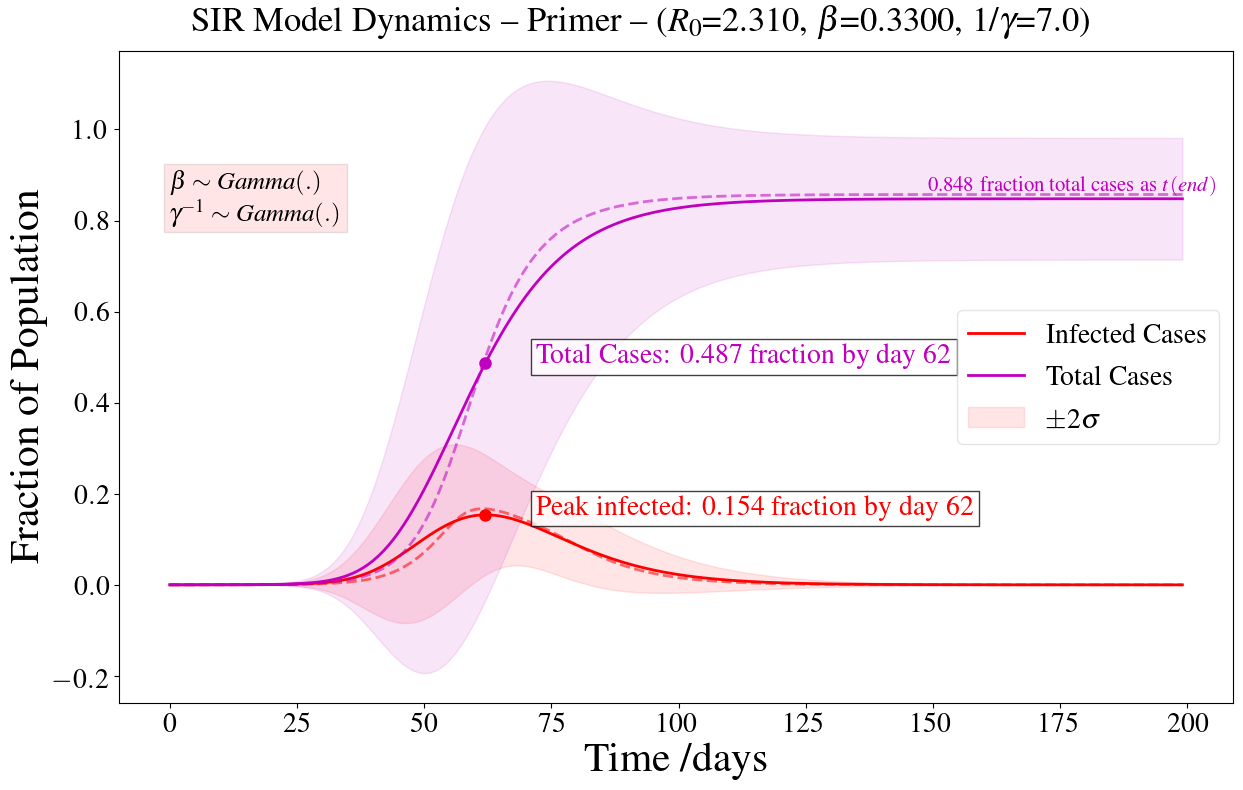 SIR Model Dynamics – Primer – (R₀=2.310, β=0.3300, 1/γ=7.0)
Fraction of Population
1.0
0.8
0.6
0.4
0.2
0.0
−0.2
β ∼ Gamma(.)
γ⁻¹ ∼ Gamma(.)
0.848 fraction total cases as t(end)
Total Cases: 0.487 fraction by day 62
Peak infected: 0.154 fraction by day 62
Infected Cases
Total Cases
±2σ
0 25 50 75 100 125 150 175 200
Time /days